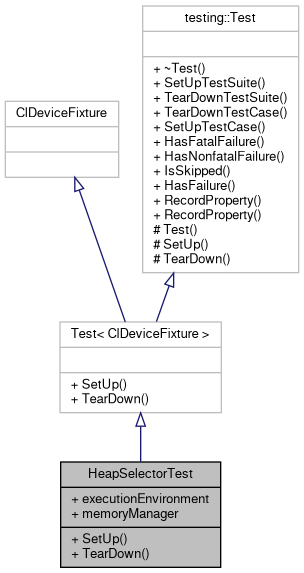 testing::Test
+ ~Test()
+ SetUpTestSuite()
+ TearDownTestSuite()
+ TearDownTestCase()
+ SetUpTestCase()
+ HasFatalFailure()
+ HasNonfatalFailure()
+ IsSkipped()
+ HasFailure()
+ RecordProperty()
+ RecordProperty()
# Test()
# SetUp()
# TearDown()
ClDeviceFixture
Test< ClDeviceFixture >
+ SetUp()
+ TearDown()
HeapSelectorTest
+ executionEnvironment
+ memoryManager
+ SetUp()
+ TearDown()